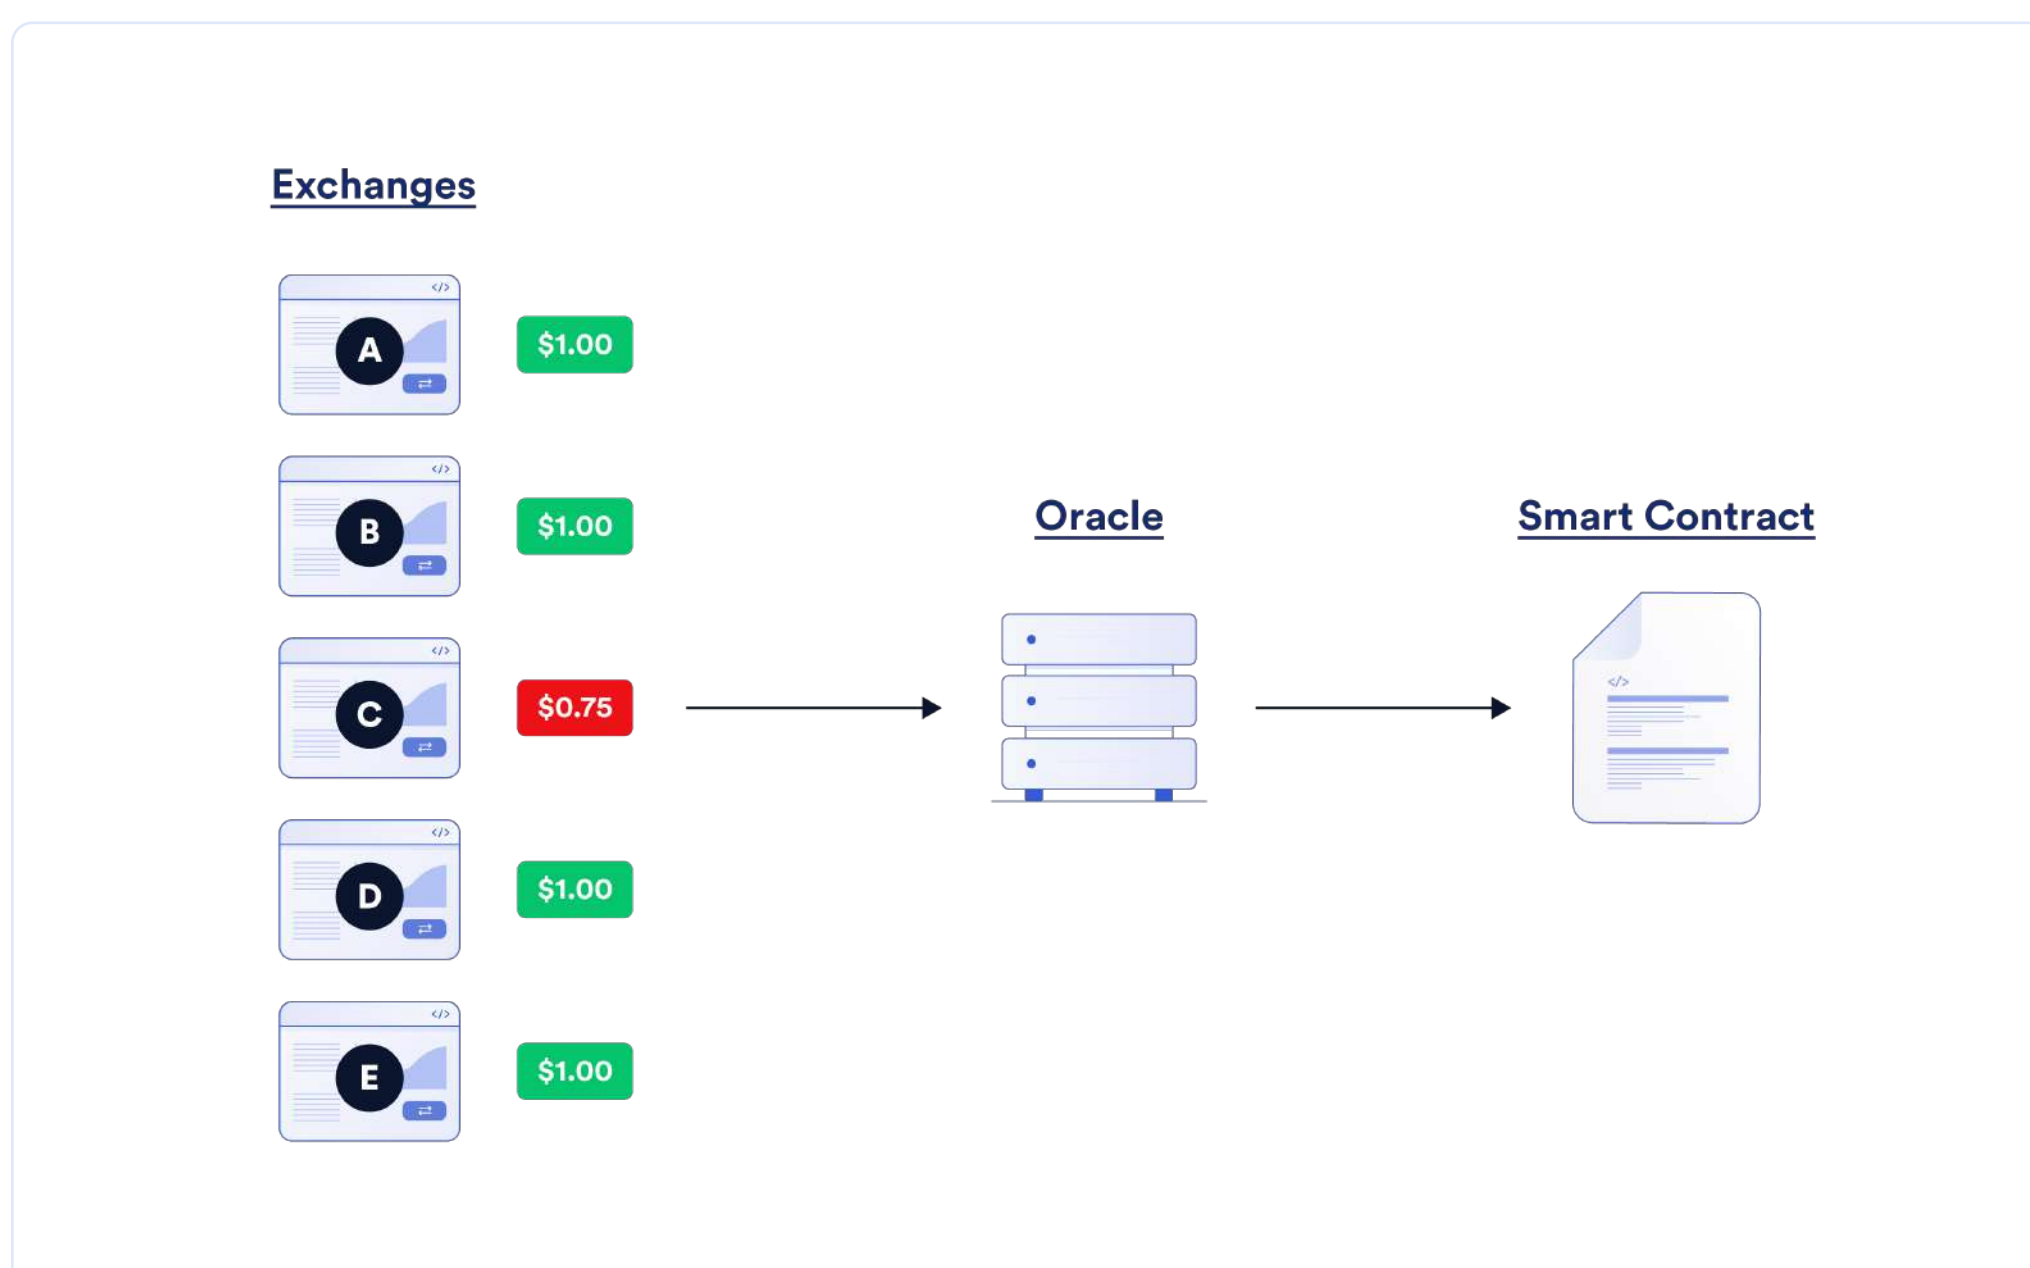 Exchanges
</>
A
$1.00
</>
B
$1.00
Oracle
Smart Contract
</>
C
$0.75
</>
</>
D
$1.00
</>
E
$1.00